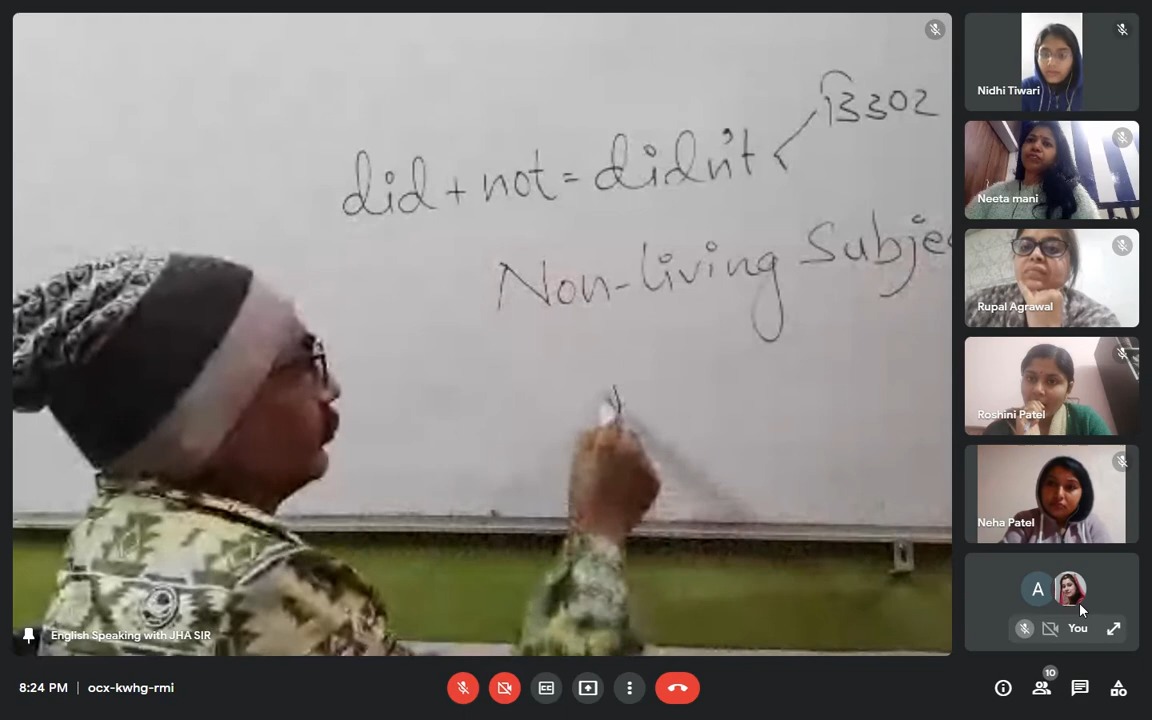 did + not = didn't < 13302
Non-living Subje
Nidhi Tiwari
Neeta mani
Rupal Agrawal
Roshini Patel
Neha Patel
A
You
English Speaking with JHA SIR
8:24 PM | ocx-kwhg-rmi
CC
10